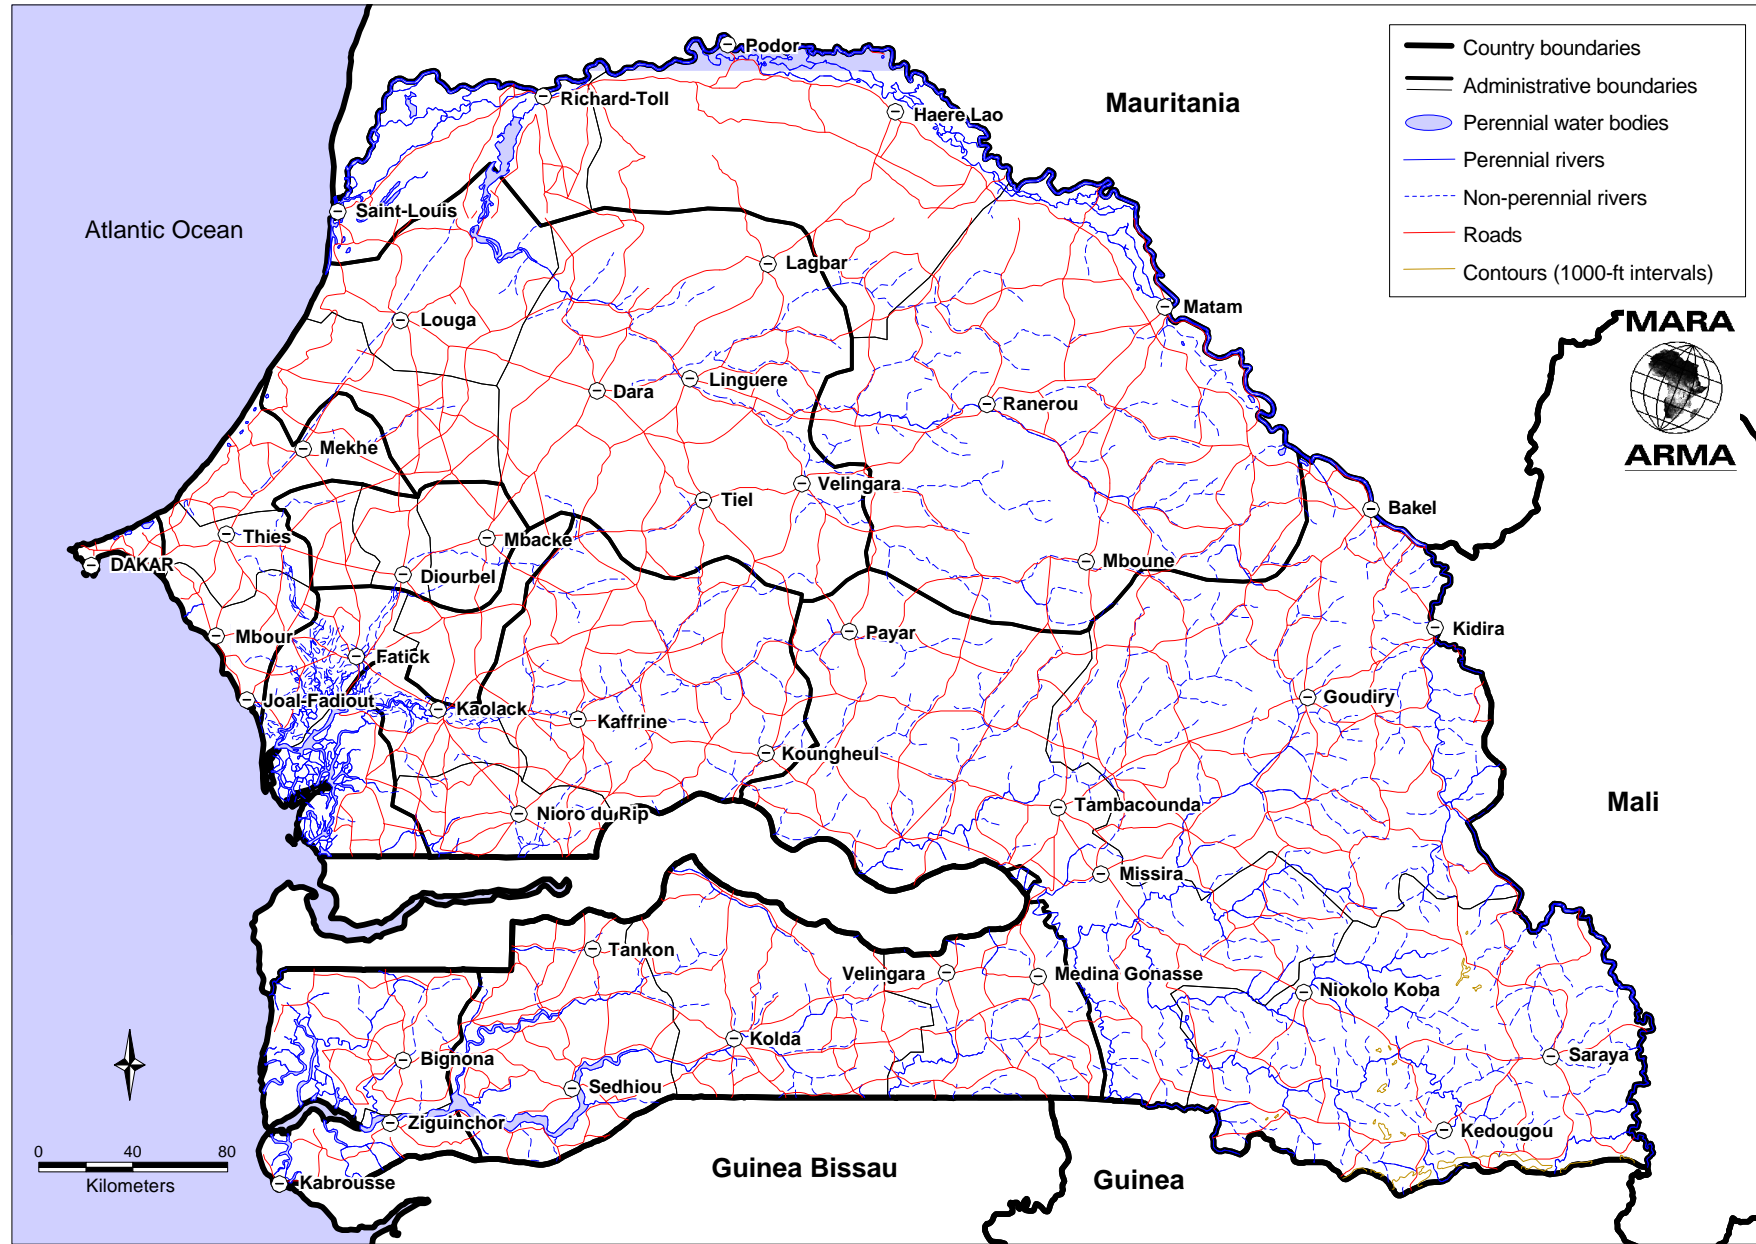 Podor
Richard-Toll
Haere Lao
Mauritania
Country boundaries
Administrative boundaries
Perennial water bodies
Perennial rivers
Non-perennial rivers
Roads
Contours (1000-ft intervals)
Saint-Louis
Atlantic Ocean
Lagbar
Matam
Louga
MARA
Linguere
Dara
Ranerou
Mekhe
ARMA
Velingara
Tiel
Bakel
Thies
Mbacke
DAKAR
Diourbel
Mboune
Mbour
Payar
Kidira
Fatick
Joal-Fadiout
Kaolack
Kaffrine
Goudiry
Koungheul
Nioro du Rip
Tambacounda
Mali
Missira
Tankon
Velingara
Medina Gonasse
Niokolo Koba
Kolda
Bignona
Sedhiou
Saraya
Ziguinchor
Kedougou
0 40 80
Kilometers
Kabrousse
Guinea Bissau
Guinea